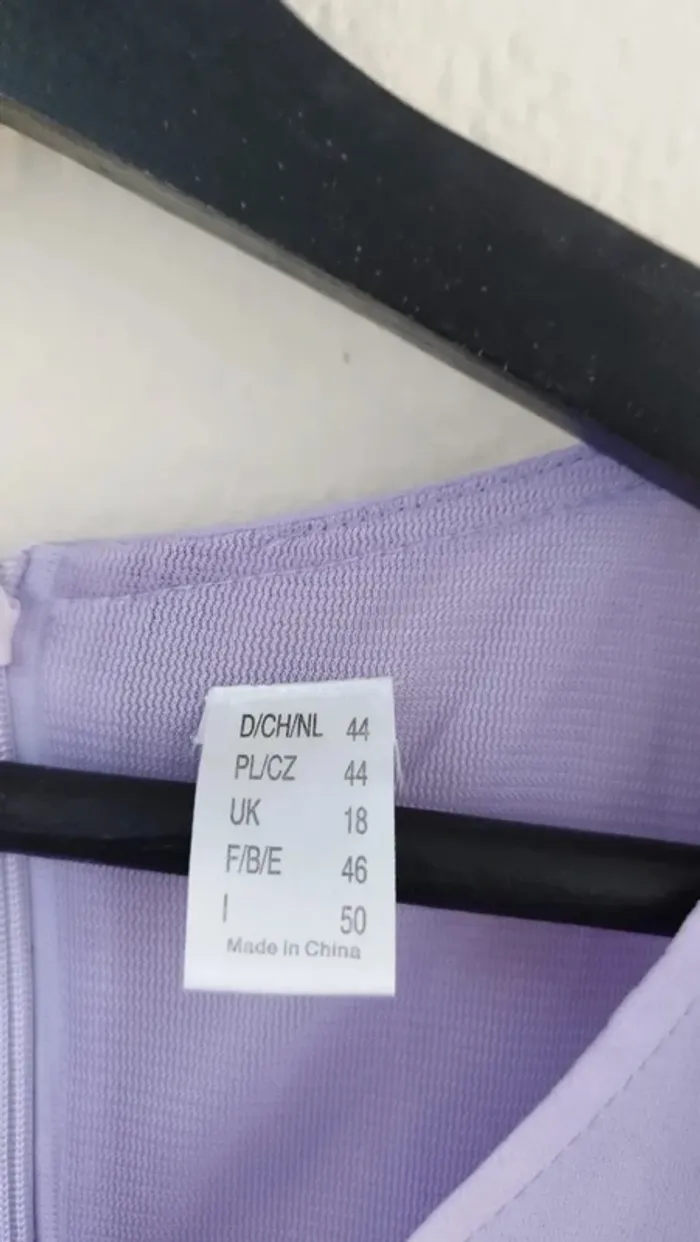 D/CH/NL 44
PL/CZ 44
UK 18
F/B/E 46
I 50
Made in China